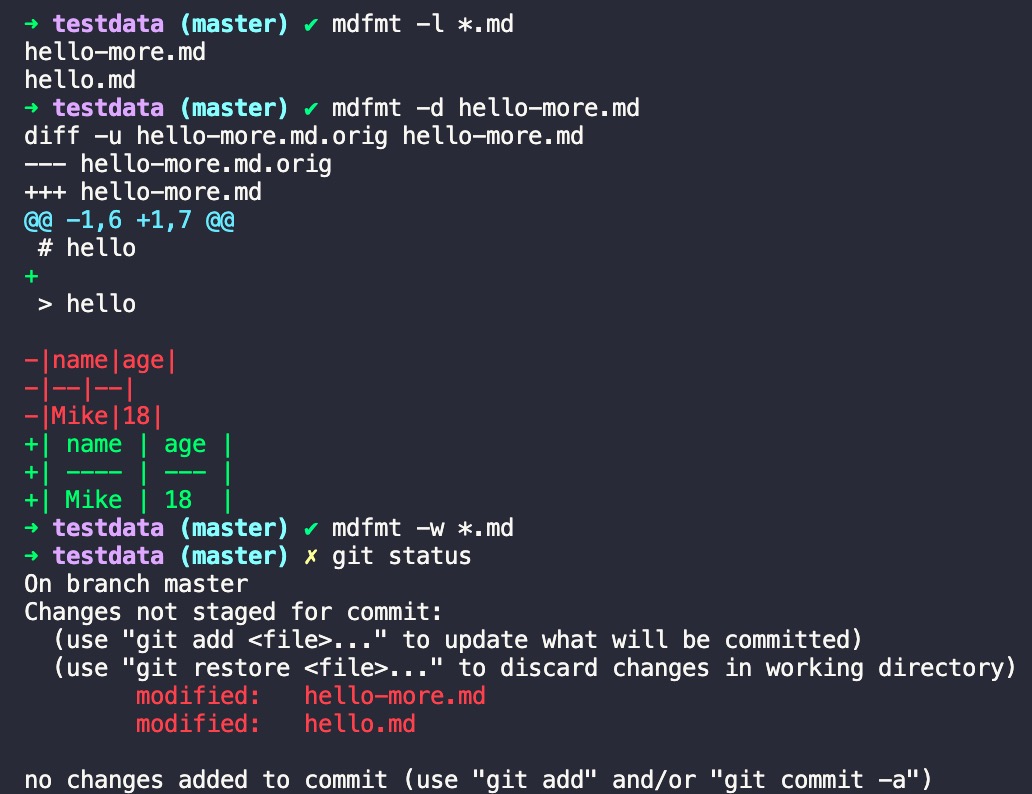 ➜ testdata (master) ✔ mdfmt -l *.md
hello-more.md
hello.md
➜ testdata (master) ✔ mdfmt -d hello-more.md
diff -u hello-more.md.orig hello-more.md
--- hello-more.md.orig
+++ hello-more.md
@@ -1,6 +1,7 @@
 # hello
+
 > hello

-|name|age|
-|--|--|
-|Mike|18|
+| name | age |
+| ---- | --- |
+| Mike | 18  |
➜ testdata (master) ✔ mdfmt -w *.md
➜ testdata (master) ✗ git status
On branch master
Changes not staged for commit:
  (use "git add <file>..." to update what will be committed)
  (use "git restore <file>..." to discard changes in working directory)
        modified:   hello-more.md
        modified:   hello.md

no changes added to commit (use "git add" and/or "git commit -a")